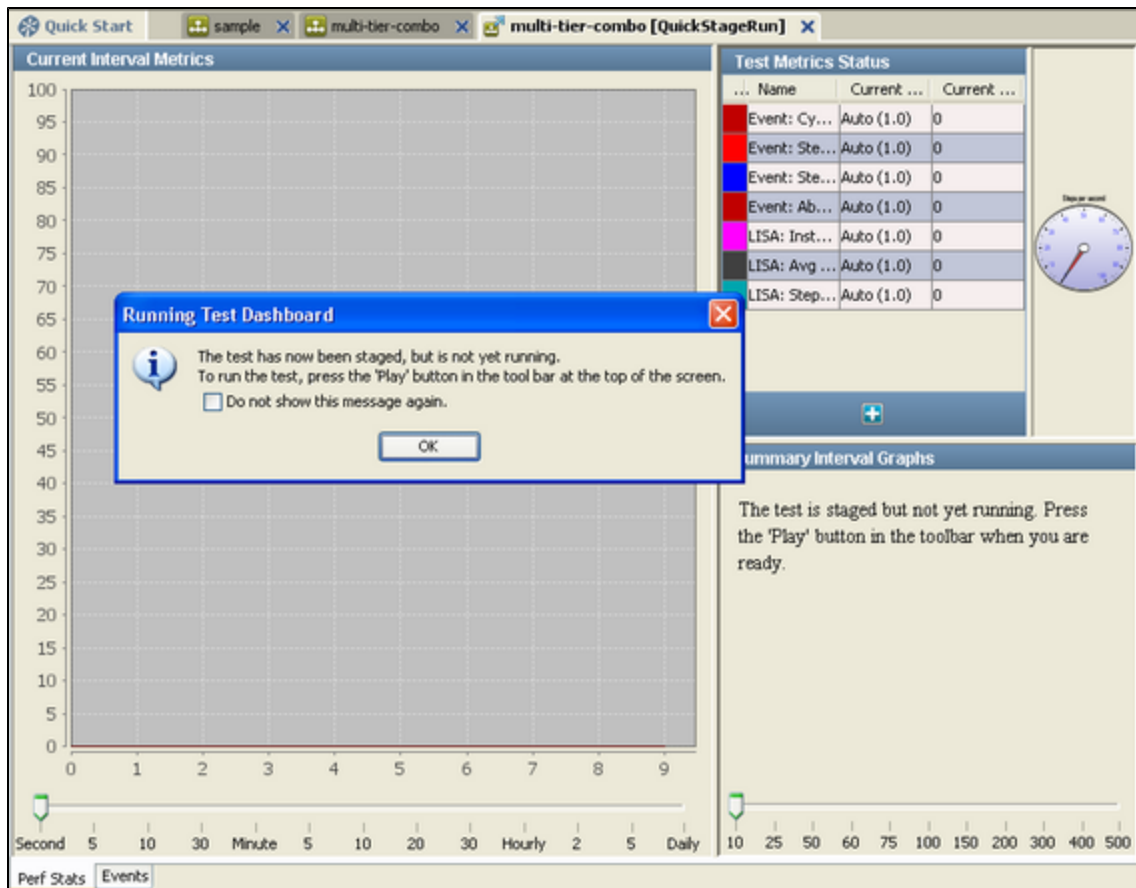 Quick Start sample multi-tier-combo multi-tier-combo [QuickStageRun]
Current Interval Metrics
100
95
90
85
80
75
70
65
60
55
50
45
40
35
30
25
20
15
10
5
0
0 1 2 3 4 5 6 7 8 9
Second 5 10 30 Minute 5 10 20 30 Hourly 2 5 Daily
Test Metrics Status
... Name Current ... Current ...
Event: Cy... Auto (1.0) 0
Event: Ste... Auto (1.0) 0
Event: Ste... Auto (1.0) 0
Event: Ab... Auto (1.0) 0
LISA: Inst... Auto (1.0) 0
LISA: Avg ... Auto (1.0) 0
LISA: Step... Auto (1.0) 0
Steps per second
Running Test Dashboard
The test has now been staged, but is not yet running.
To run the test, press the 'Play' button in the tool bar at the top of the screen.
Do not show this message again.
OK
ummary Interval Graphs
The test is staged but not yet running. Press
the 'Play' button in the toolbar when you are
ready.
10 25 50 60 75 100 150 200 300 400 500
Perf Stats Events